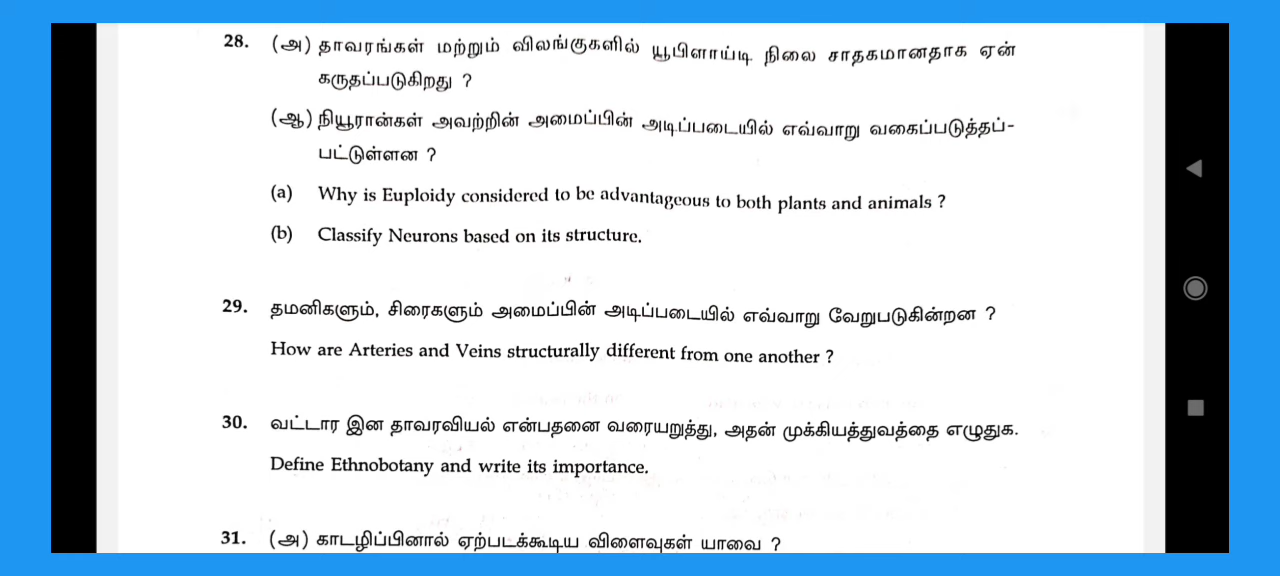 28. (அ) தாவரங்கள் மற்றும் விலங்குகளில் யூபிளாய்டி நிலை சாதகமானதாக ஏன்
கருதப்படுகிறது ?
(ஆ) நியூரான்கள் அவற்றின் அமைப்பின் அடிப்படையில் எவ்வாறு வகைப்படுத்தப்-
பட்டுள்ளன ?
(a) Why is Euploidy considered to be advantageous to both plants and animals ?
(b) Classify Neurons based on its structure.
29. தமனிகளும், சிரைகளும் அமைப்பின் அடிப்படையில் எவ்வாறு வேறுபடுகின்றன ?
How are Arteries and Veins structurally different from one another ?
30. வட்டார இன தாவரவியல் என்பதனை வரையறுத்து, அதன் முக்கியத்துவத்தை எழுதுக.
Define Ethnobotany and write its importance.
31. (அ) காடழிப்பினால் ஏற்படக்கூடிய விளைவுகள் யாவை ?